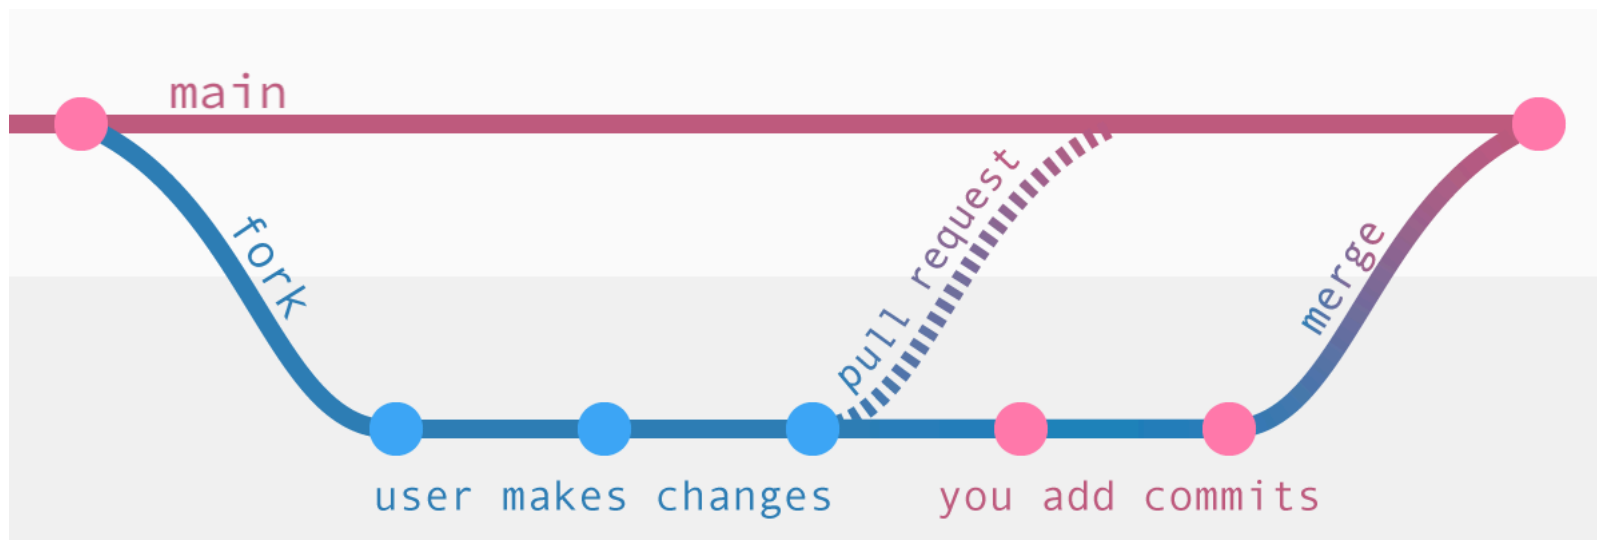 main
fork
pull request
merge
user makes changes
you add commits